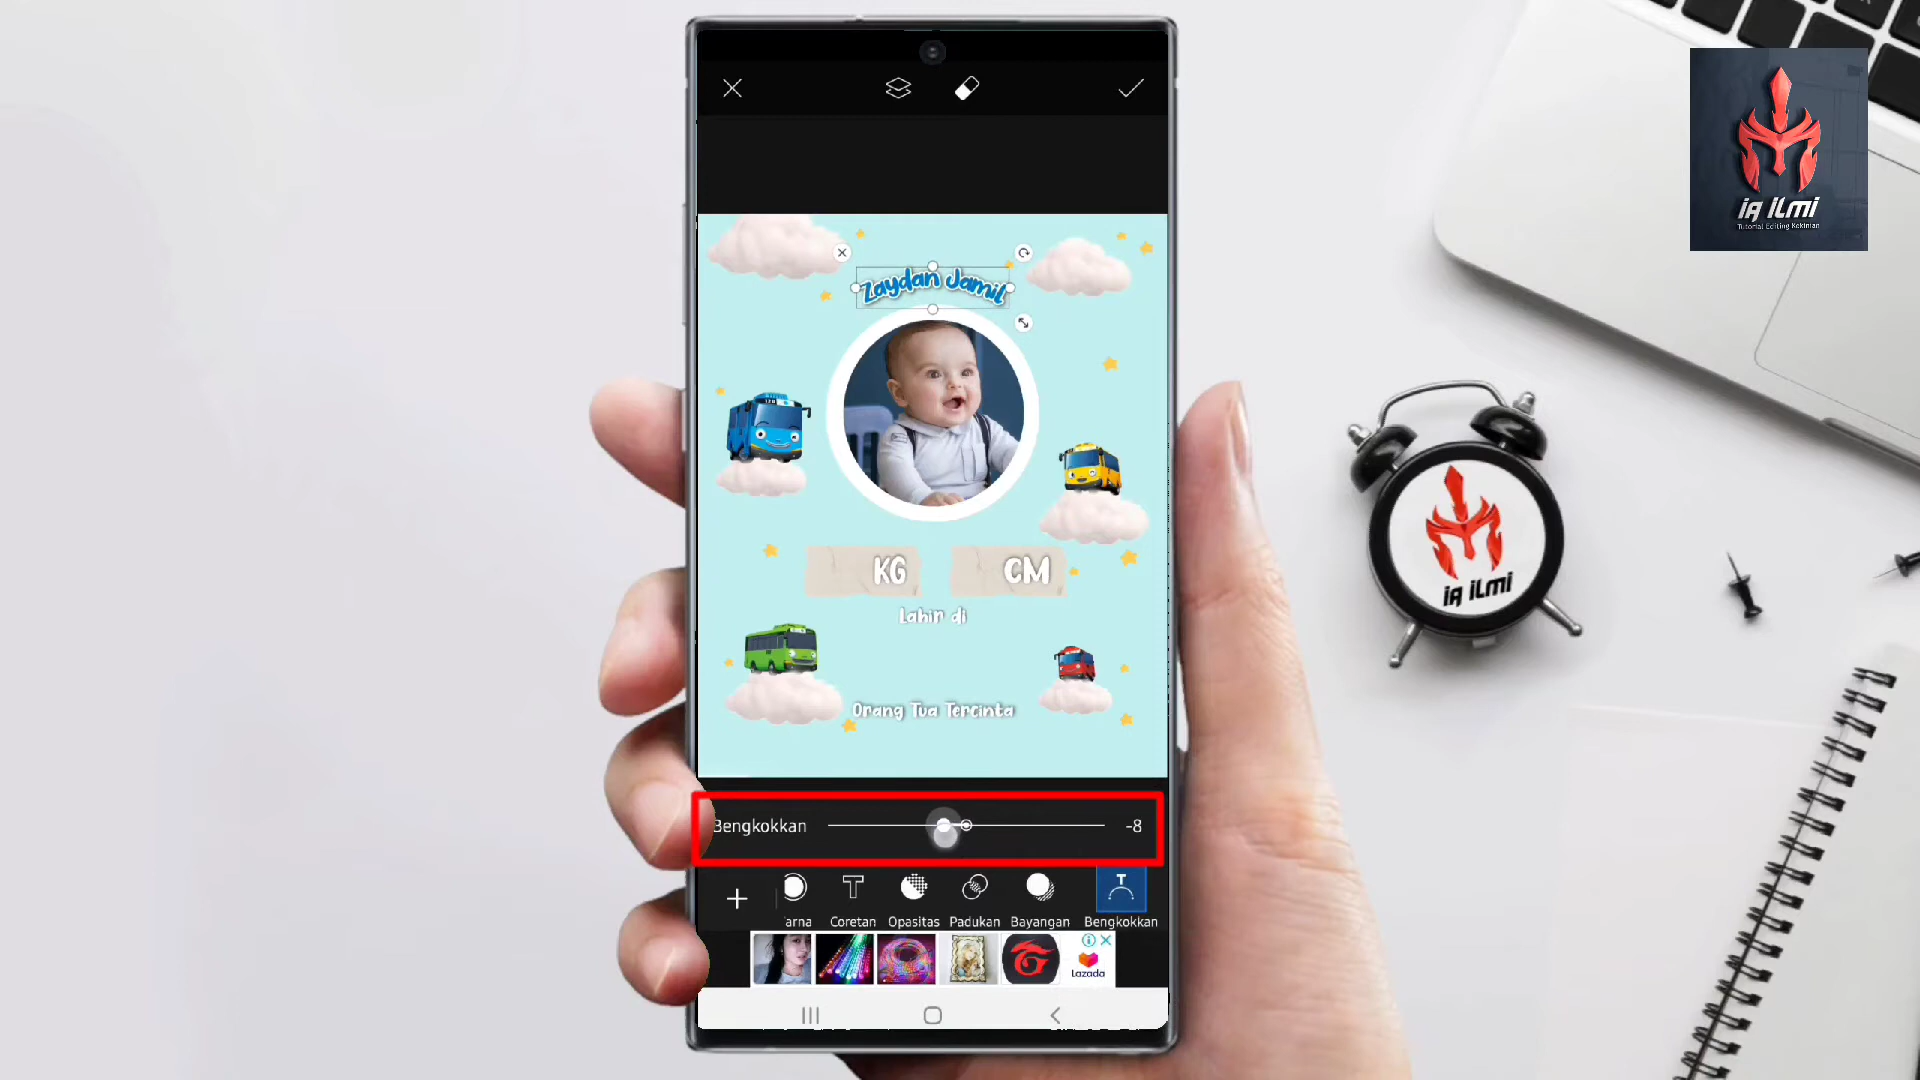 iq iLmi
Tutorial Editing Kekinian
Zaydan Jamil
KG
CM
Lahir di
Orang Tua Tercinta
Bengkokkan
-8
arna
Coretan
Opasitas
Padukan
Bayangan
Bengkokkan
Lazada
iq iLmi